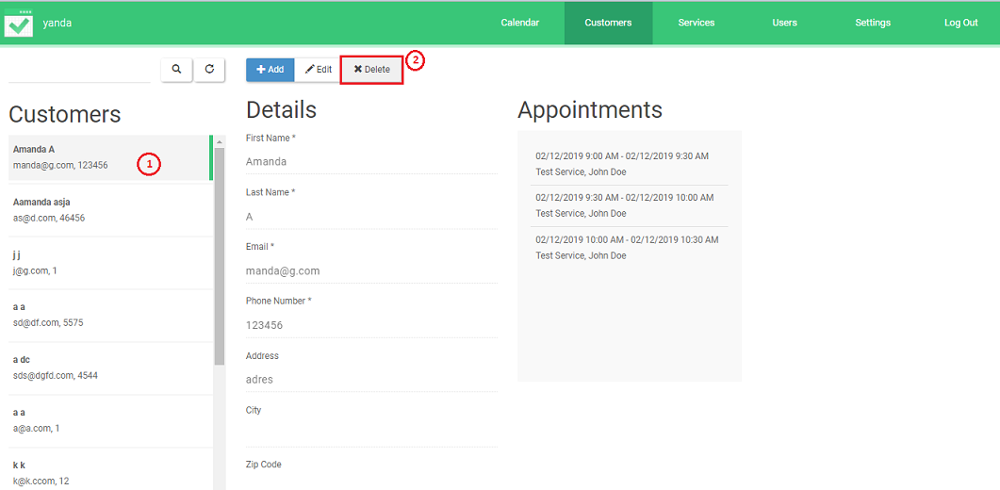 yanda
Calendar
Customers
Services
Users
Settings
Log Out
Add
Edit
Delete
2
Customers
Amanda A
manda@g.com, 123456
1
Aamanda asja
as@d.com, 46456
j j
j@g.com, 1
a a
sd@df.com, 5575
a dc
sds@dgfd.com, 4544
a a
a@a.com, 1
k k
k@k.ccom, 12
Details
First Name *
Amanda
Last Name *
A
Email *
manda@g.com
Phone Number *
123456
Address
adres
City
Zip Code
Appointments
02/12/2019 9:00 AM - 02/12/2019 9:30 AM
Test Service, John Doe
02/12/2019 9:30 AM - 02/12/2019 10:00 AM
Test Service, John Doe
02/12/2019 10:00 AM - 02/12/2019 10:30 AM
Test Service, John Doe